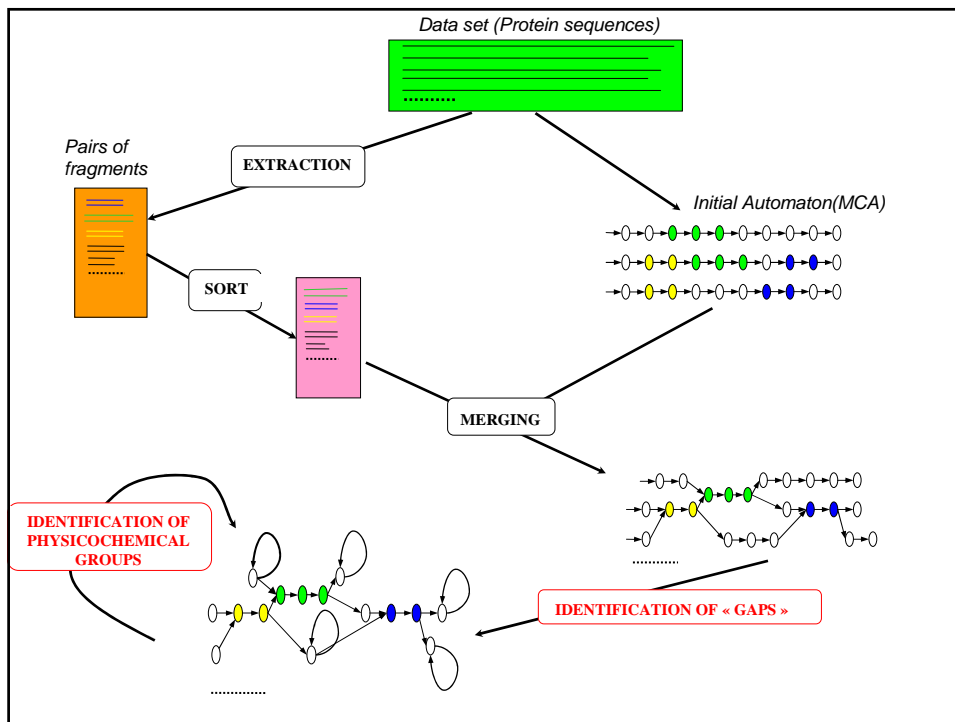 Data set (Protein sequences)
Pairs of
fragments
EXTRACTION
Initial Automaton(MCA)
SORT
MERGING
IDENTIFICATION OF
PHYSICOCHEMICAL
GROUPS
IDENTIFICATION OF « GAPS »